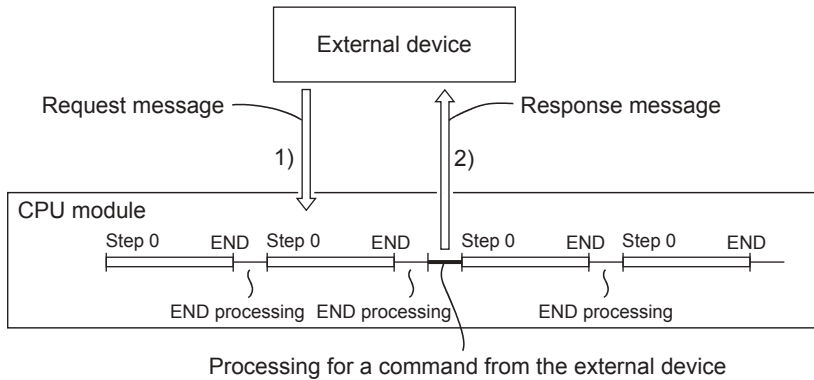 External device
Request message
Response message
1)
2)
CPU module
Step 0 END Step 0 END Step 0 END Step 0 END
END processing END processing END processing
Processing for a command from the external device